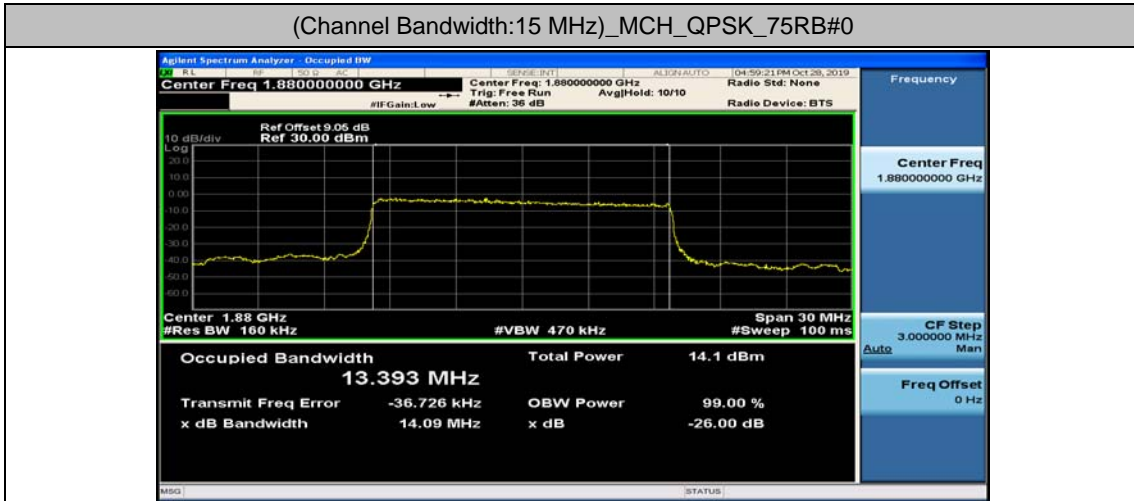 (Channel Bandwidth:15 MHz)_MCH_QPSK_75RB#0
Agilent Spectrum Analyzer - Occupied BW
RL RF 50 Ω AC SENSE:INT ALIGN AUTO 04:59:21 PM Oct 28, 2019
Center Freq 1.880000000 GHz
Center Freq: 1.880000000 GHz
Radio Std: None
Trig: Free Run Avg|Hold: 10/10
#IFGain:Low #Atten: 36 dB Radio Device: BTS
Ref Offset 9.05 dB
10 dB/div Ref 30.00 dBm
Log
20.0
10.0
0.00
-10.0
-20.0
-30.0
-40.0
-50.0
-60.0
Center 1.88 GHz Span 30 MHz
#Res BW 160 kHz #VBW 470 kHz #Sweep 100 ms
Occupied Bandwidth Total Power 14.1 dBm
13.393 MHz
Transmit Freq Error -36.726 kHz OBW Power 99.00 %
x dB Bandwidth 14.09 MHz x dB -26.00 dB
Frequency
Center Freq
1.880000000 GHz
CF Step
3.000000 MHz
Auto Man
Freq Offset
0 Hz
MSG STATUS